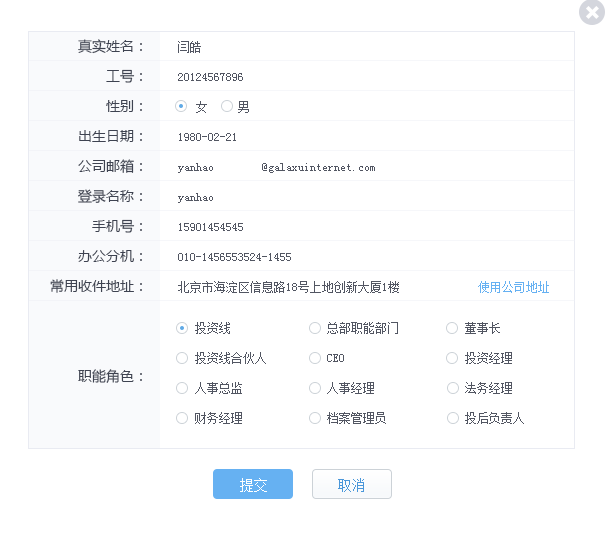 真实姓名： 闫皓
工号： 20124567896
性别： 女 男
出生日期： 1980-02-21
公司邮箱： yanhao @galaxuinternet.com
登录名称： yanhao
手机号： 15901454545
办公分机： 010-1456553524-1455
常用收件地址： 北京市海淀区信息路18号上地创新大厦1楼 使用公司地址
职能角色：
投资线 总部职能部门 董事长
投资线合伙人 CEO 投资经理
人事总监 人事经理 法务经理
财务经理 档案管理员 投后负责人
提交 取消